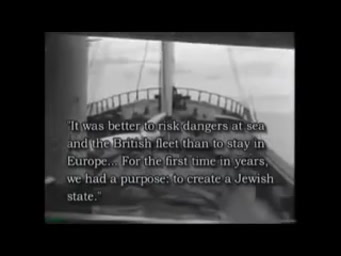 "It was better to risk dangers at sea
and the British fleet than to stay in
Europe... For the first time in years,
we had a purpose: to create a Jewish
state."